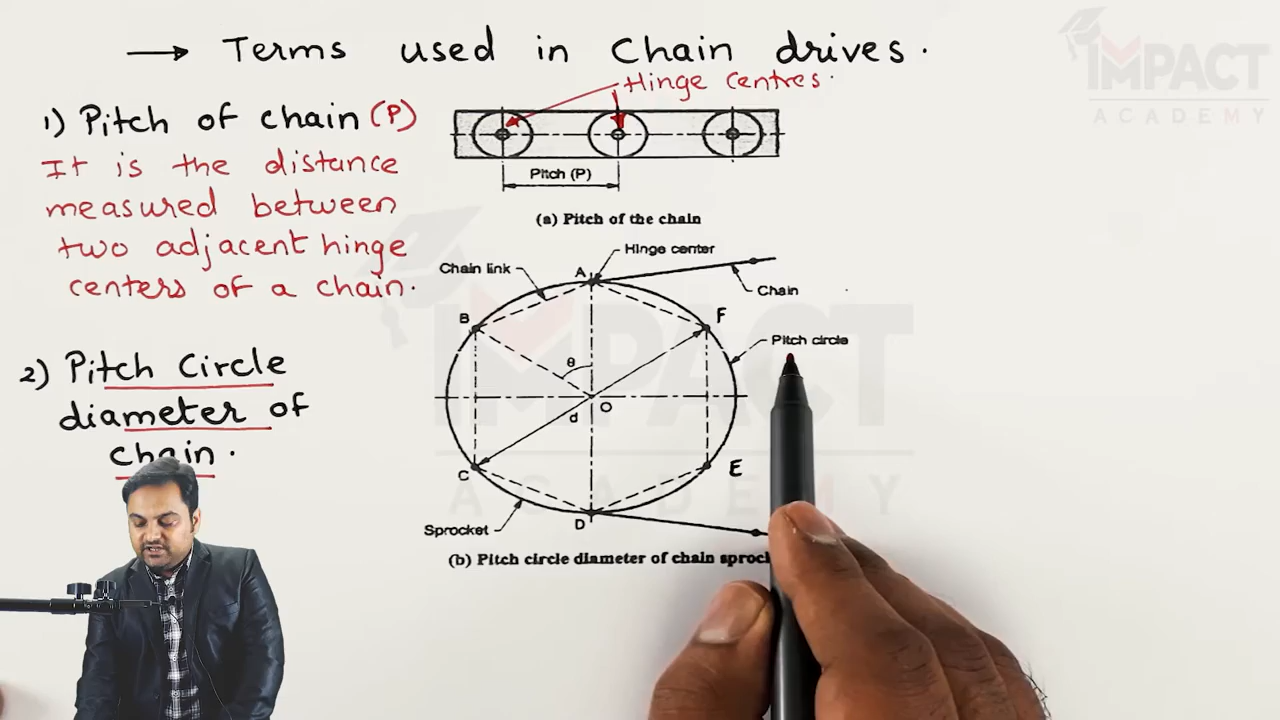 → Terms used in Chain drives.
Hinge Centres.
1) Pitch of chain (P)
It is the distance
measured between
two adjacent hinge
centers of a chain.
Pitch (P)
(a) Pitch of the chain
Hinge center
Chain link
A
Chain
B
F
Pitch circle
θ
O
d
2) Pitch Circle
diameter of
chain.
C
E
Sprocket
D
(b) Pitch circle diameter of chain
IMPACT
ACADEMY